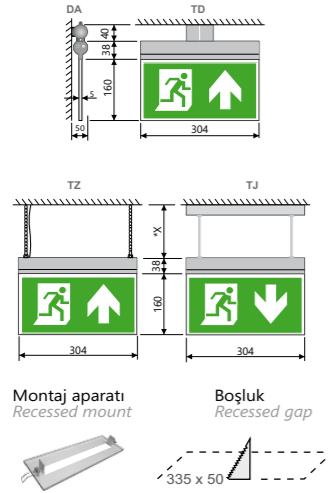 DA TD
40
38
160
5
50
304
TZ TJ
*X
38
160
304 304
Montaj aparatı Boşluk
Recessed mount Recessed gap
335 x 50